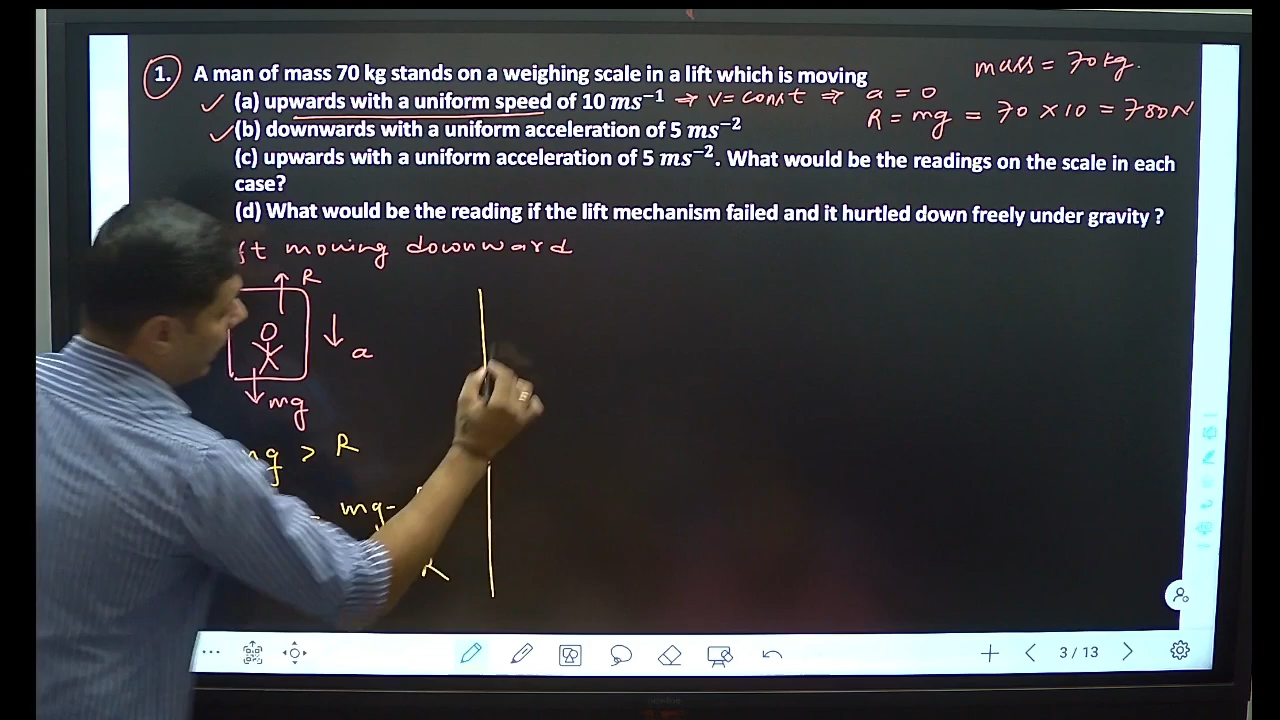 mass = 70 kg.
1. A man of mass 70 kg stands on a weighing scale in a lift which is moving
(a) upwards with a uniform speed of 10 ms⁻¹ ⇒ v = const ⇒ a = 0
R = mg = 70 × 10 = 700 N
(b) downwards with a uniform acceleration of 5 ms⁻²
(c) upwards with a uniform acceleration of 5 ms⁻². What would be the readings on the scale in each
case?
(d) What would be the reading if the lift mechanism failed and it hurtled down freely under gravity ?
moving downward
R
a
mg
mg > R
mg-
R
3 / 13